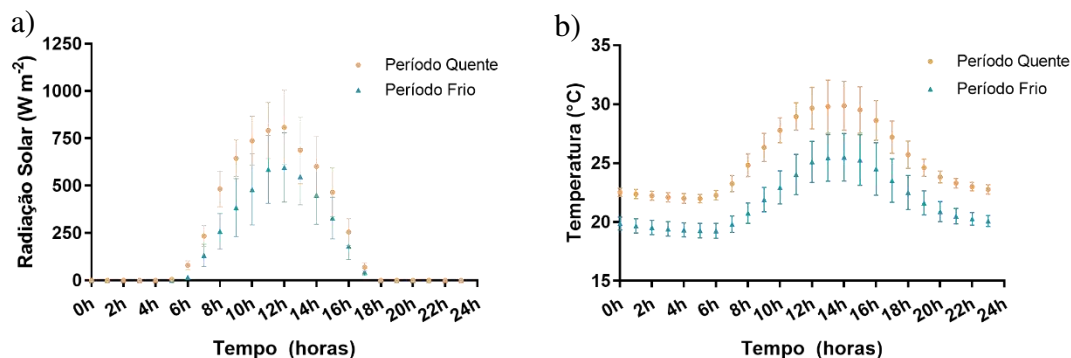 a)
Radiação Solar (W m-2)
1250
1000
750
500
250
0
Período Quente
Período Frio
0h
2h
4h
6h
8h
10h
12h
14h
16h
18h
20h
22h
24h
Tempo (horas)
b)
Temperatura (°C)
35
30
25
20
15
Período Quente
Período Frio
0h
2h
4h
6h
8h
10h
12h
14h
16h
18h
20h
22h
24h
Tempo (horas)